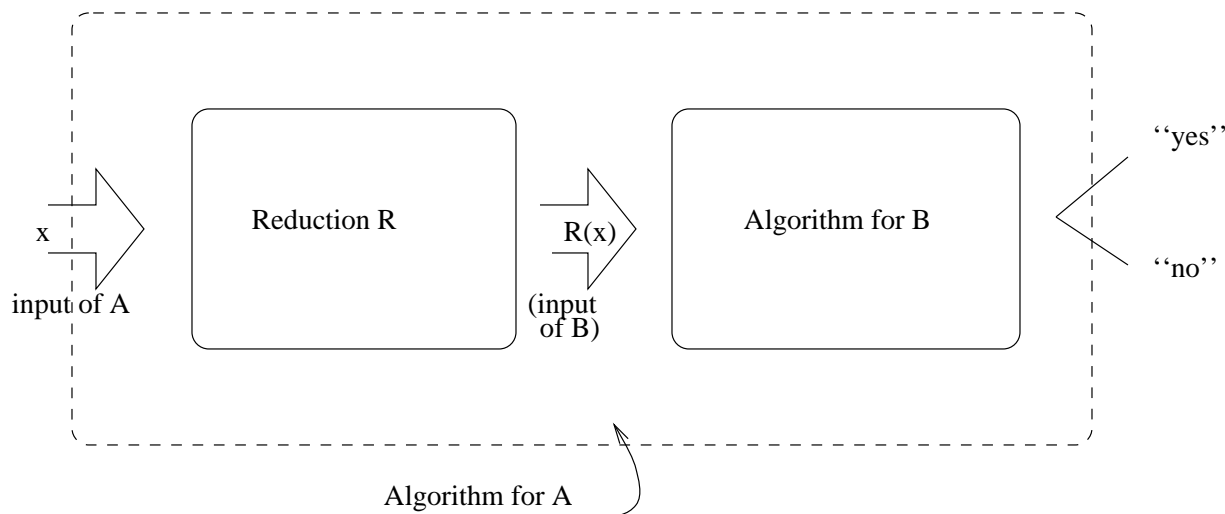 ‘‘yes’’
Reduction R
Algorithm for B
x
R(x)
‘‘no’’
input of A
(input
of B)
Algorithm for A